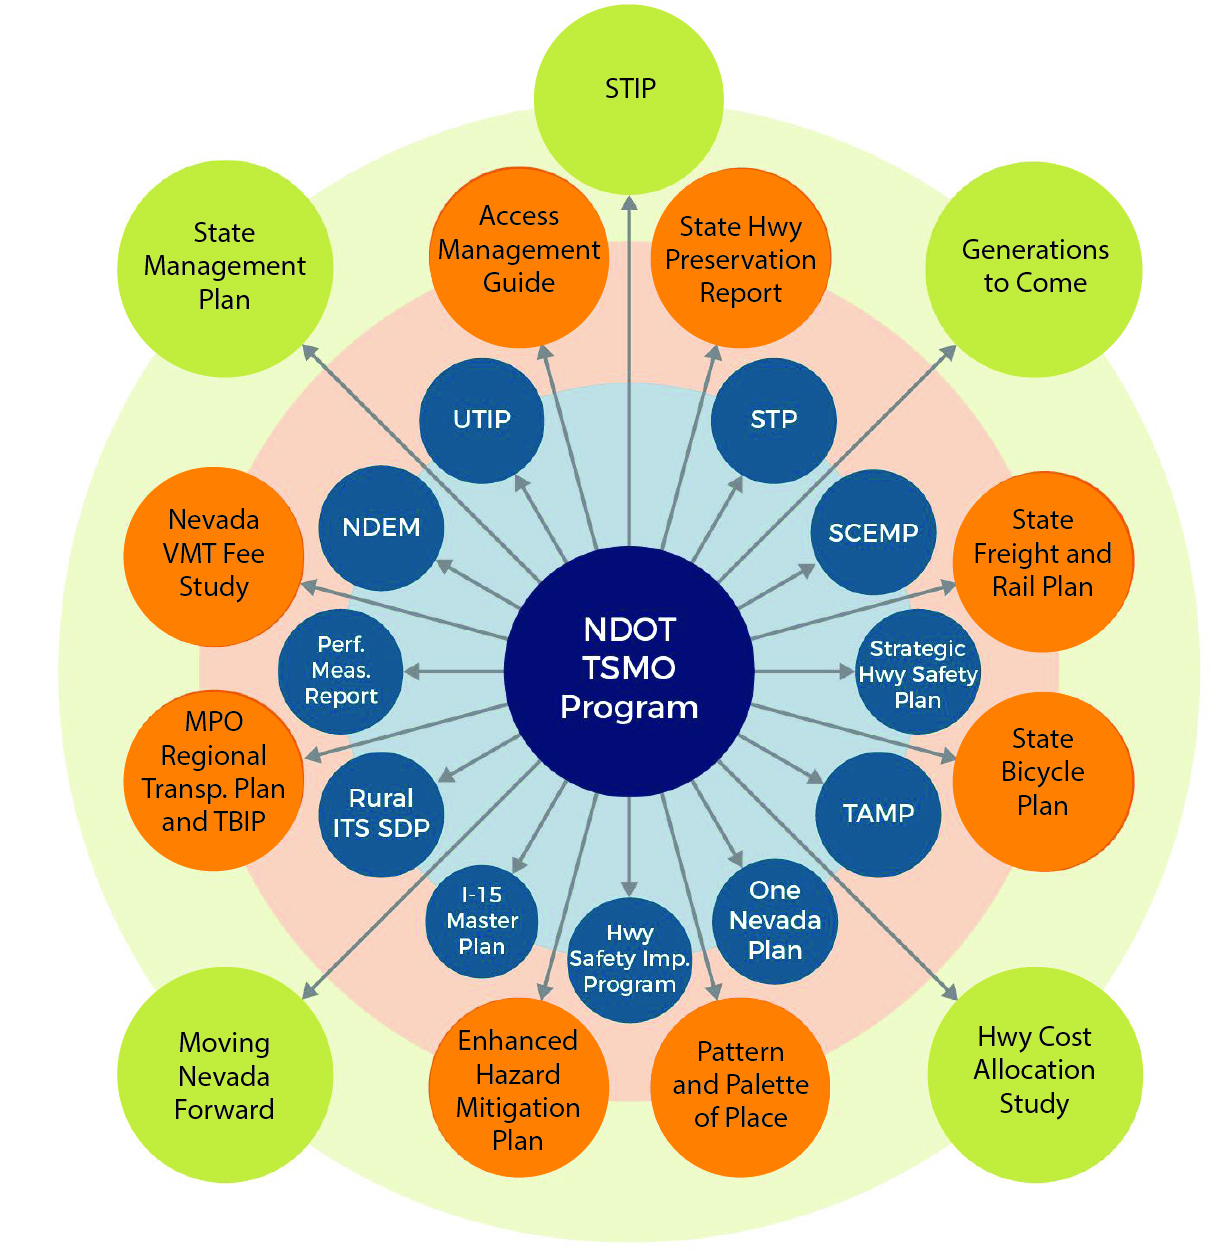 STIP
State
Management
Plan
Access
Management
Guide
State Hwy
Preservation
Report
Generations
to Come
UTIP
STP
NDEM
SCEMP
Nevada
VMT Fee
Study
State
Freight and
Rail Plan
Perf.
Meas.
Report
NDOT
TSMO
Program
Strategic
Hwy Safety
Plan
MPO
Regional
Transp. Plan
and TBIP
State
Bicycle
Plan
Rural
ITS SDP
TAMP
I-15
Master
Plan
Hwy
Safety Imp.
Program
One
Nevada
Plan
Moving
Nevada
Forward
Enhanced
Hazard
Mitigation
Plan
Pattern
and Palette
of Place
Hwy Cost
Allocation
Study